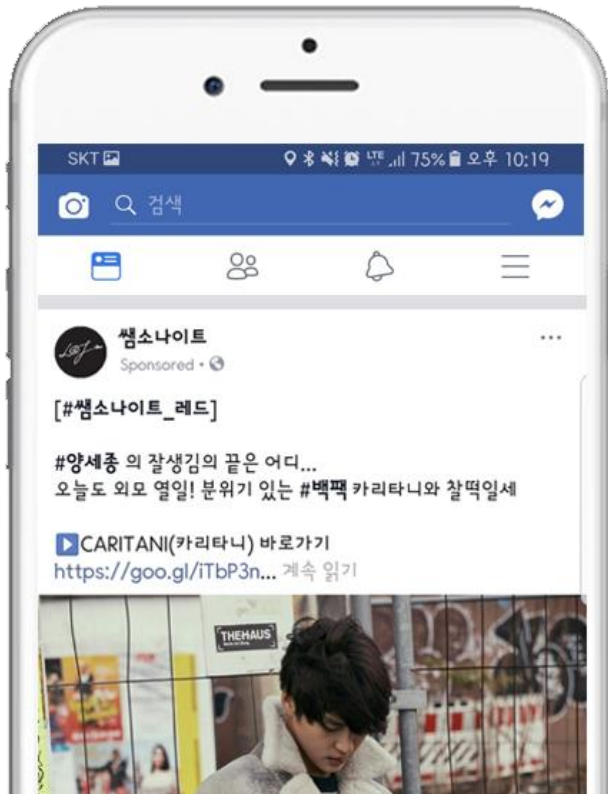 SKT LTE 75% 오후 10:19
검색
쌤소나이트
Sponsored
[#쌤소나이트_레드]
#양세종 의 잘생김의 끝은 어디...
오늘도 외모 열일! 분위기 있는 #백팩 카리타니와 찰떡일세
CARITANI(카리타니) 바로가기
https://goo.gl/iTbP3n... 계속 읽기
THEHAUS